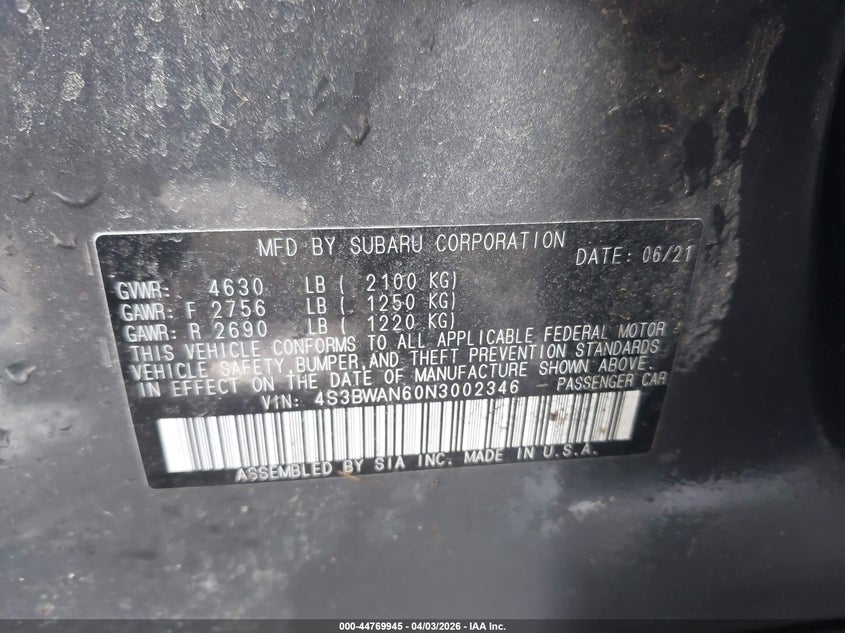 MFD BY SUBARU CORPORATION DATE: 06/21
GVWR: 4630 LB ( 2100 KG)
GAWR: F 2756 LB ( 1250 KG)
GAWR: R 2690 LB ( 1220 KG)
THIS VEHICLE CONFORMS TO ALL APPLICABLE FEDERAL MOTOR
VEHICLE SAFETY,BUMPER,AND THEFT PREVENTION STANDARDS
IN EFFECT ON THE DATE OF MANUFACTURE SHOWN ABOVE.
VIN: 4S3BWAN60N3002346 PASSENGER CAR
ASSEMBLED BY SIA INC. MADE IN U.S.A.
000-44769945 - 04/03/2026 - IAA Inc.